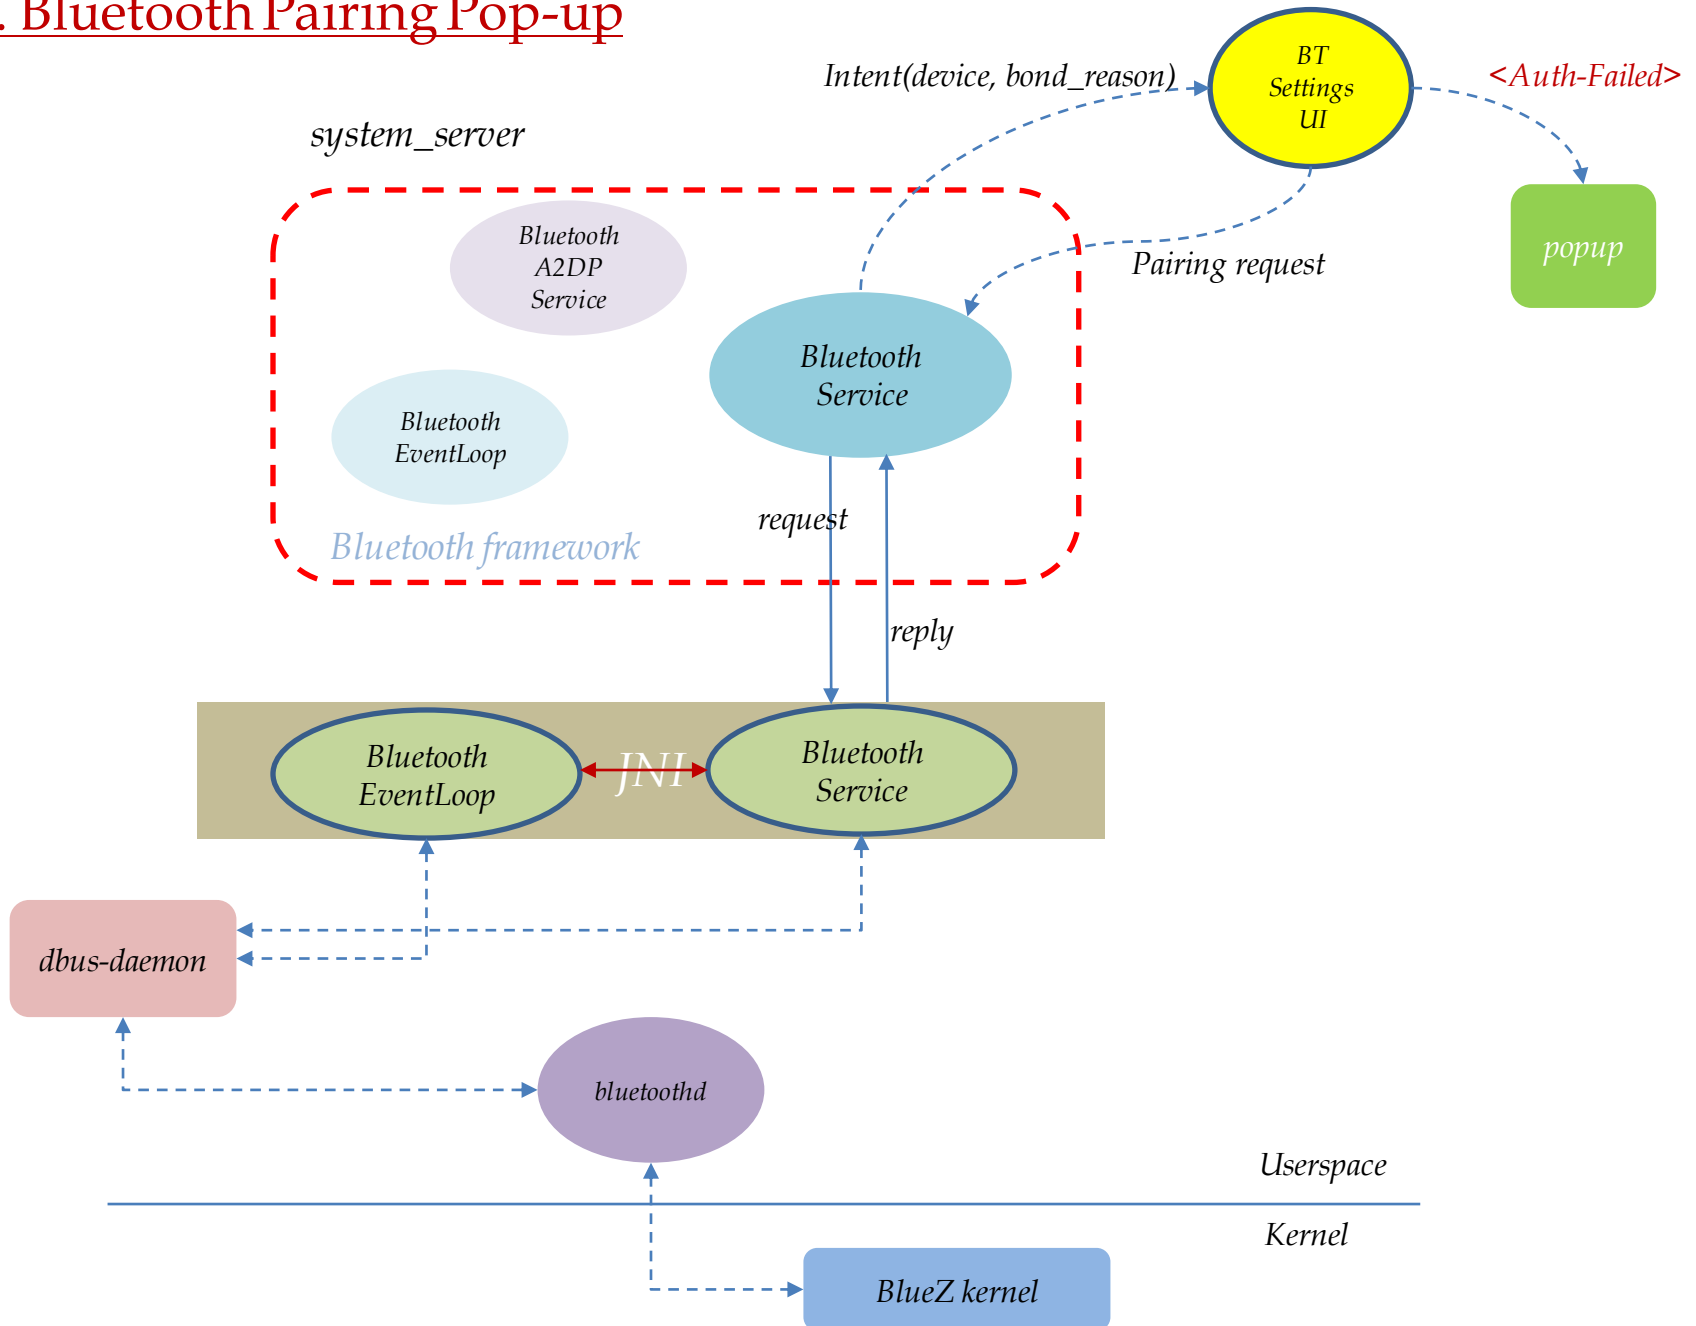 . Bluetooth Pairing Pop-up
Intent(device, bond_reason)
BT
Settings
UI
<Auth-Failed>
system_server
Bluetooth
A2DP
Service
popup
Pairing request
Bluetooth
Service
Bluetooth
EventLoop
request
Bluetooth framework
reply
Bluetooth
EventLoop
JNI
Bluetooth
Service
dbus-daemon
bluetoothd
Userspace
Kernel
BlueZ kernel